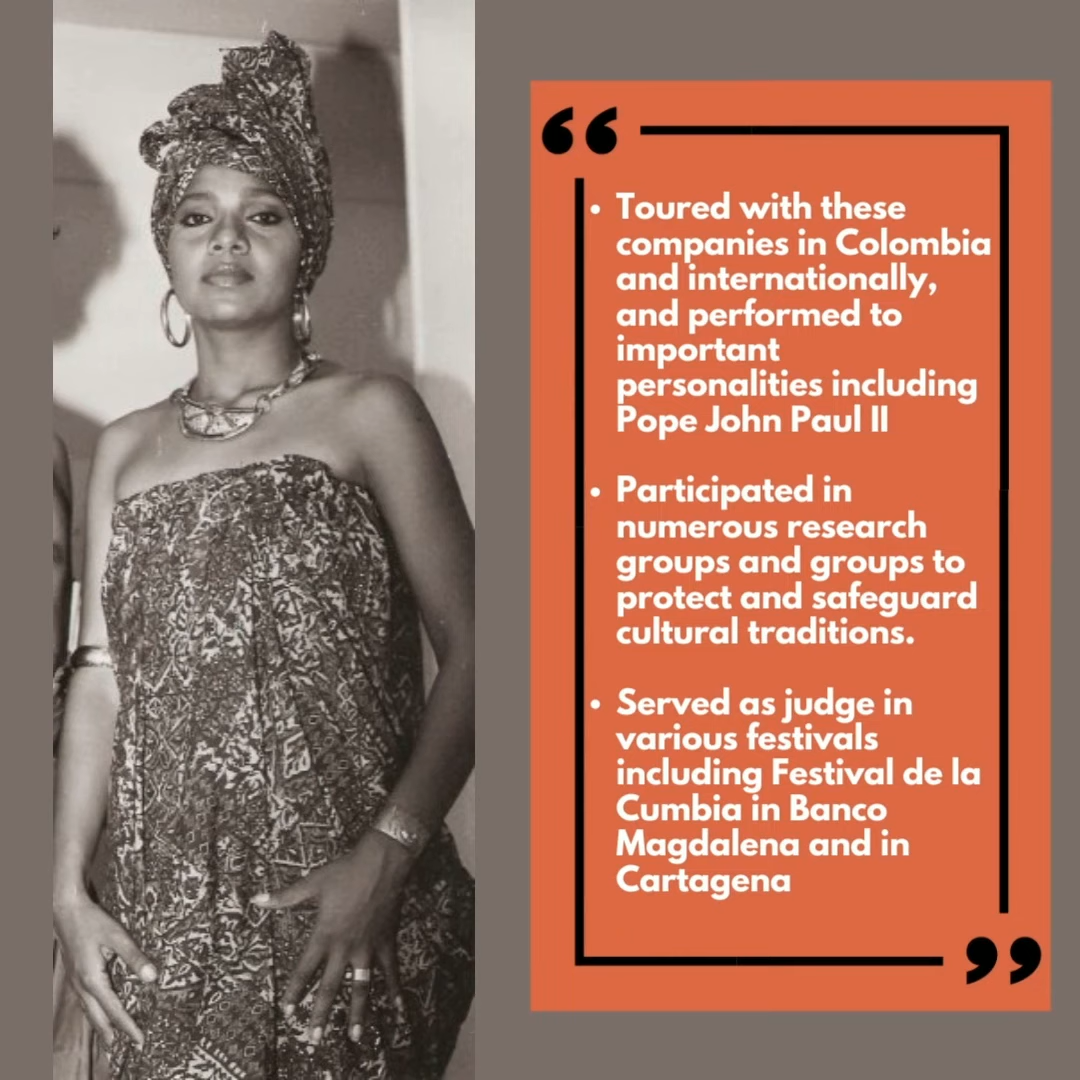 • Toured with these
companies in Colombia
and internationally,
and performed to
important
personalities including
Pope John Paul II
• Participated in
numerous research
groups and groups to
protect and safeguard
cultural traditions.
• Served as judge in
various festivals
including Festival de la
Cumbia in Banco
Magdalena and in
Cartagena